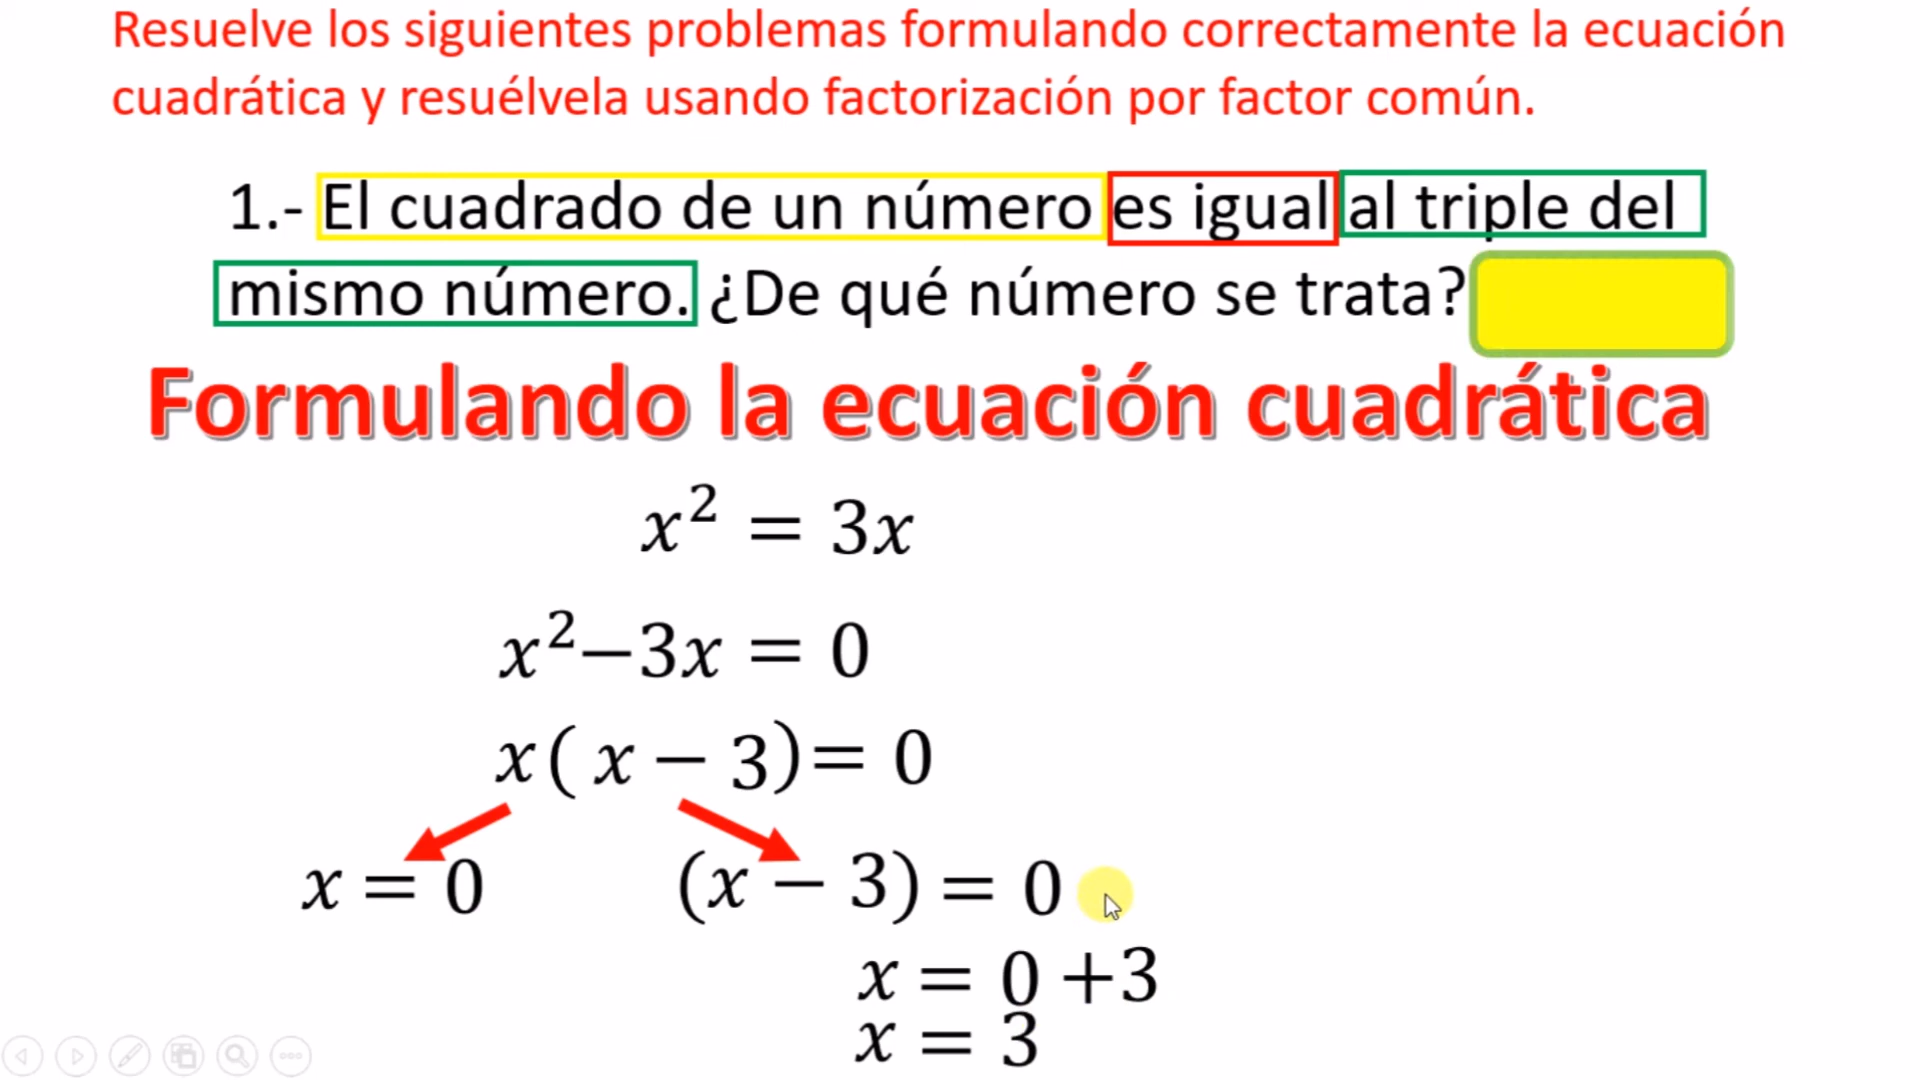 Resuelve los siguientes problemas formulando correctamente la ecuación
cuadrática y resuélvela usando factorización por factor común.
1.- El cuadrado de un número es igual al triple del
mismo número. ¿De qué número se trata?
Formulando la ecuación cuadrática
x² = 3x
x²−3x = 0
x( x − 3)= 0
x = 0 (x − 3) = 0
x = 0 +3
x = 3